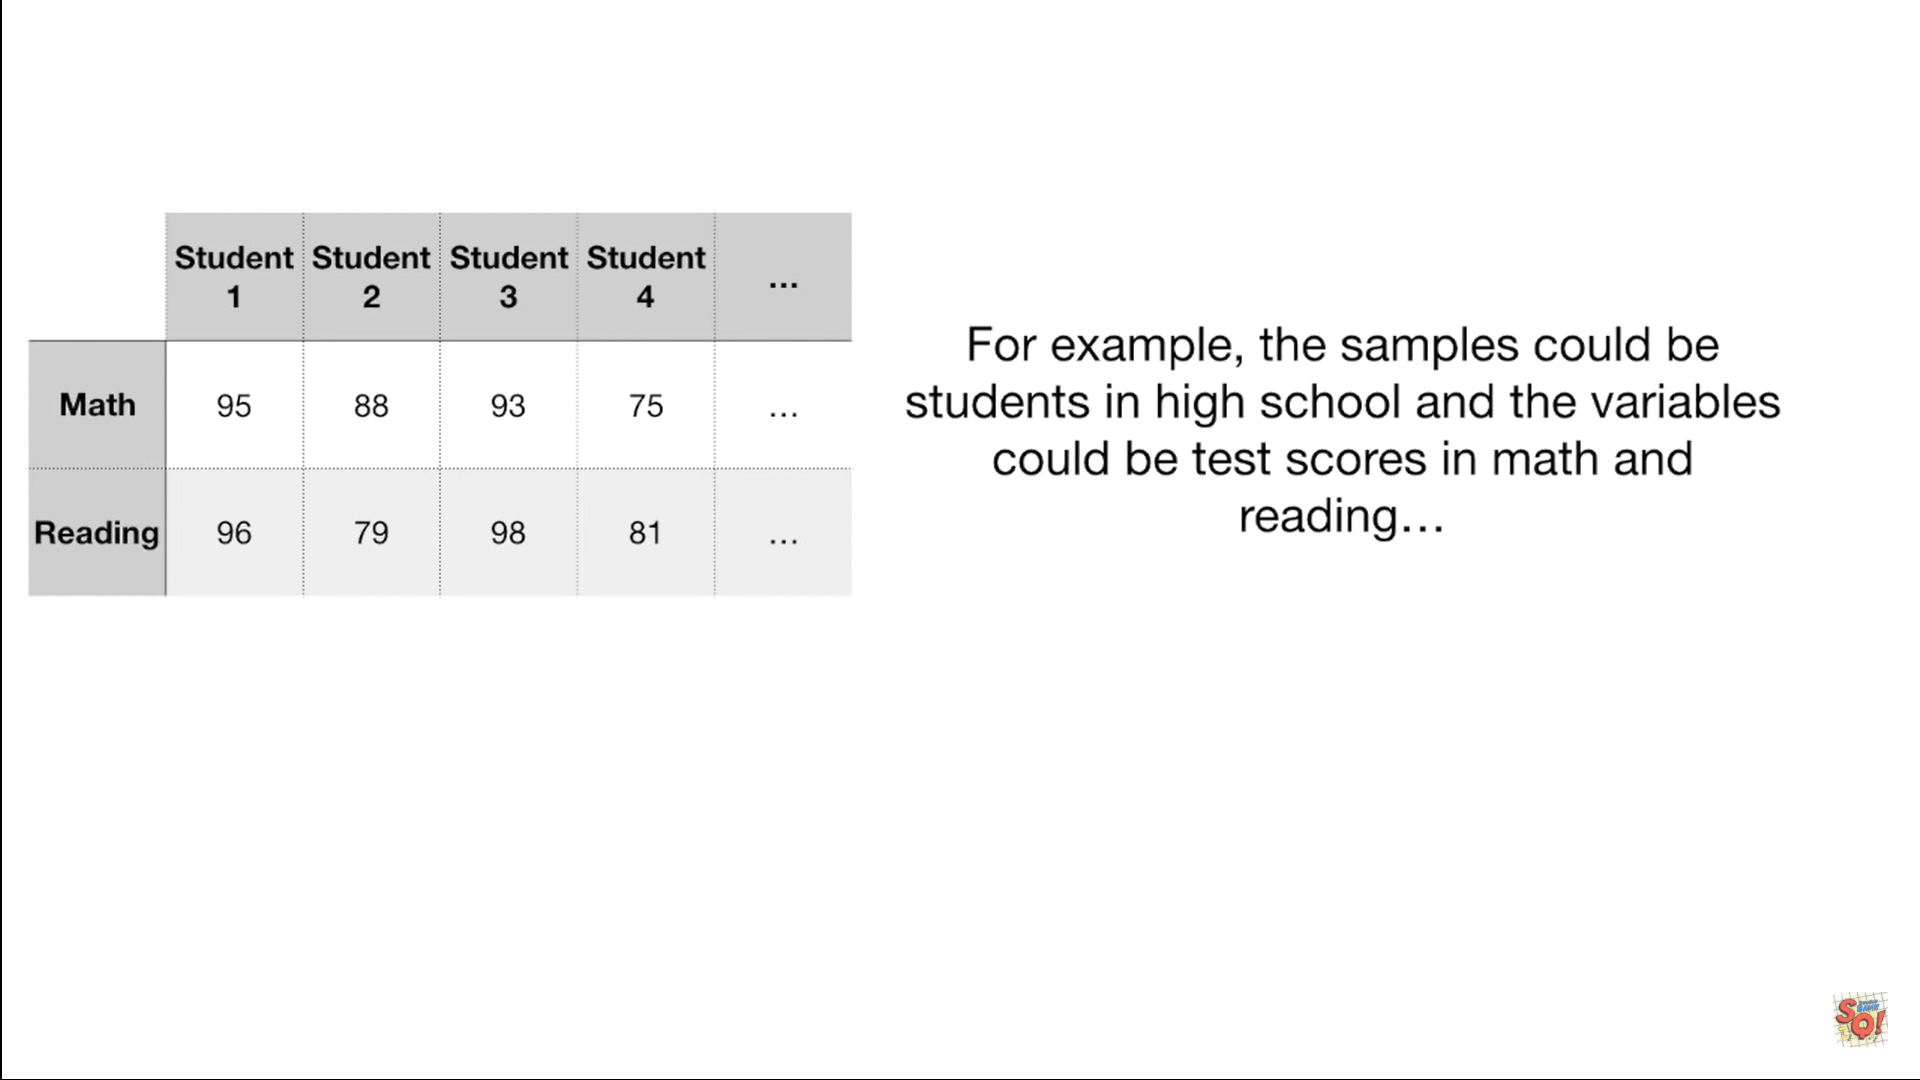 Student Student Student Student ...
1 2 3 4
Math 95 88 93 75 ...
Reading 96 79 98 81 ...
For example, the samples could be
students in high school and the variables
could be test scores in math and
reading...
SQ!